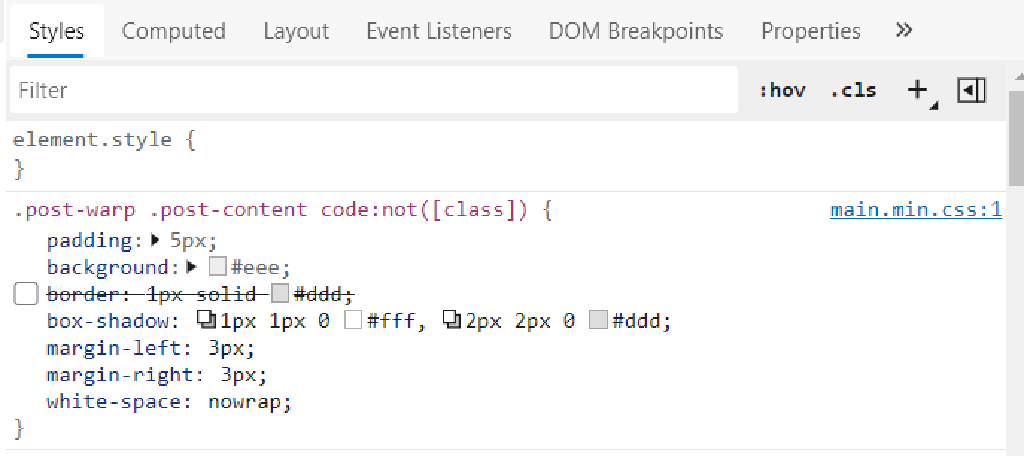 Styles Computed Layout Event Listeners DOM Breakpoints Properties »
Filter :hov .cls +
element.style {
}
.post-warp .post-content code:not([class]) { main.min.css:1
padding: 5px;
background: #eee;
border: 1px solid #ddd;
box-shadow: 1px 1px 0 #fff, 2px 2px 0 #ddd;
margin-left: 3px;
margin-right: 3px;
white-space: nowrap;
}